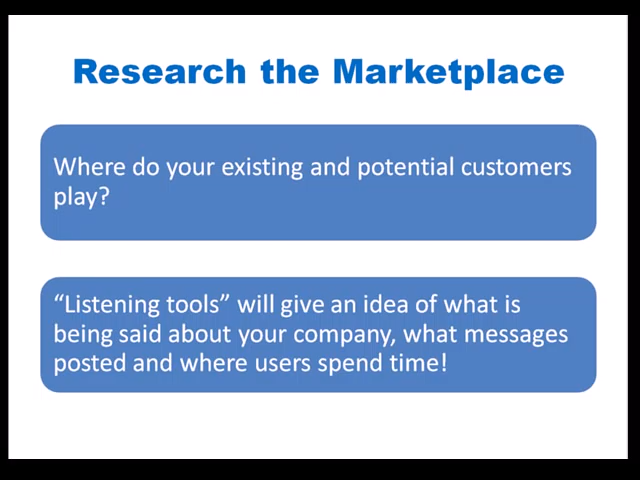 Research the Marketplace
Where do your existing and potential customers
play?
“Listening tools” will give an idea of what is
being said about your company, what messages
posted and where users spend time!